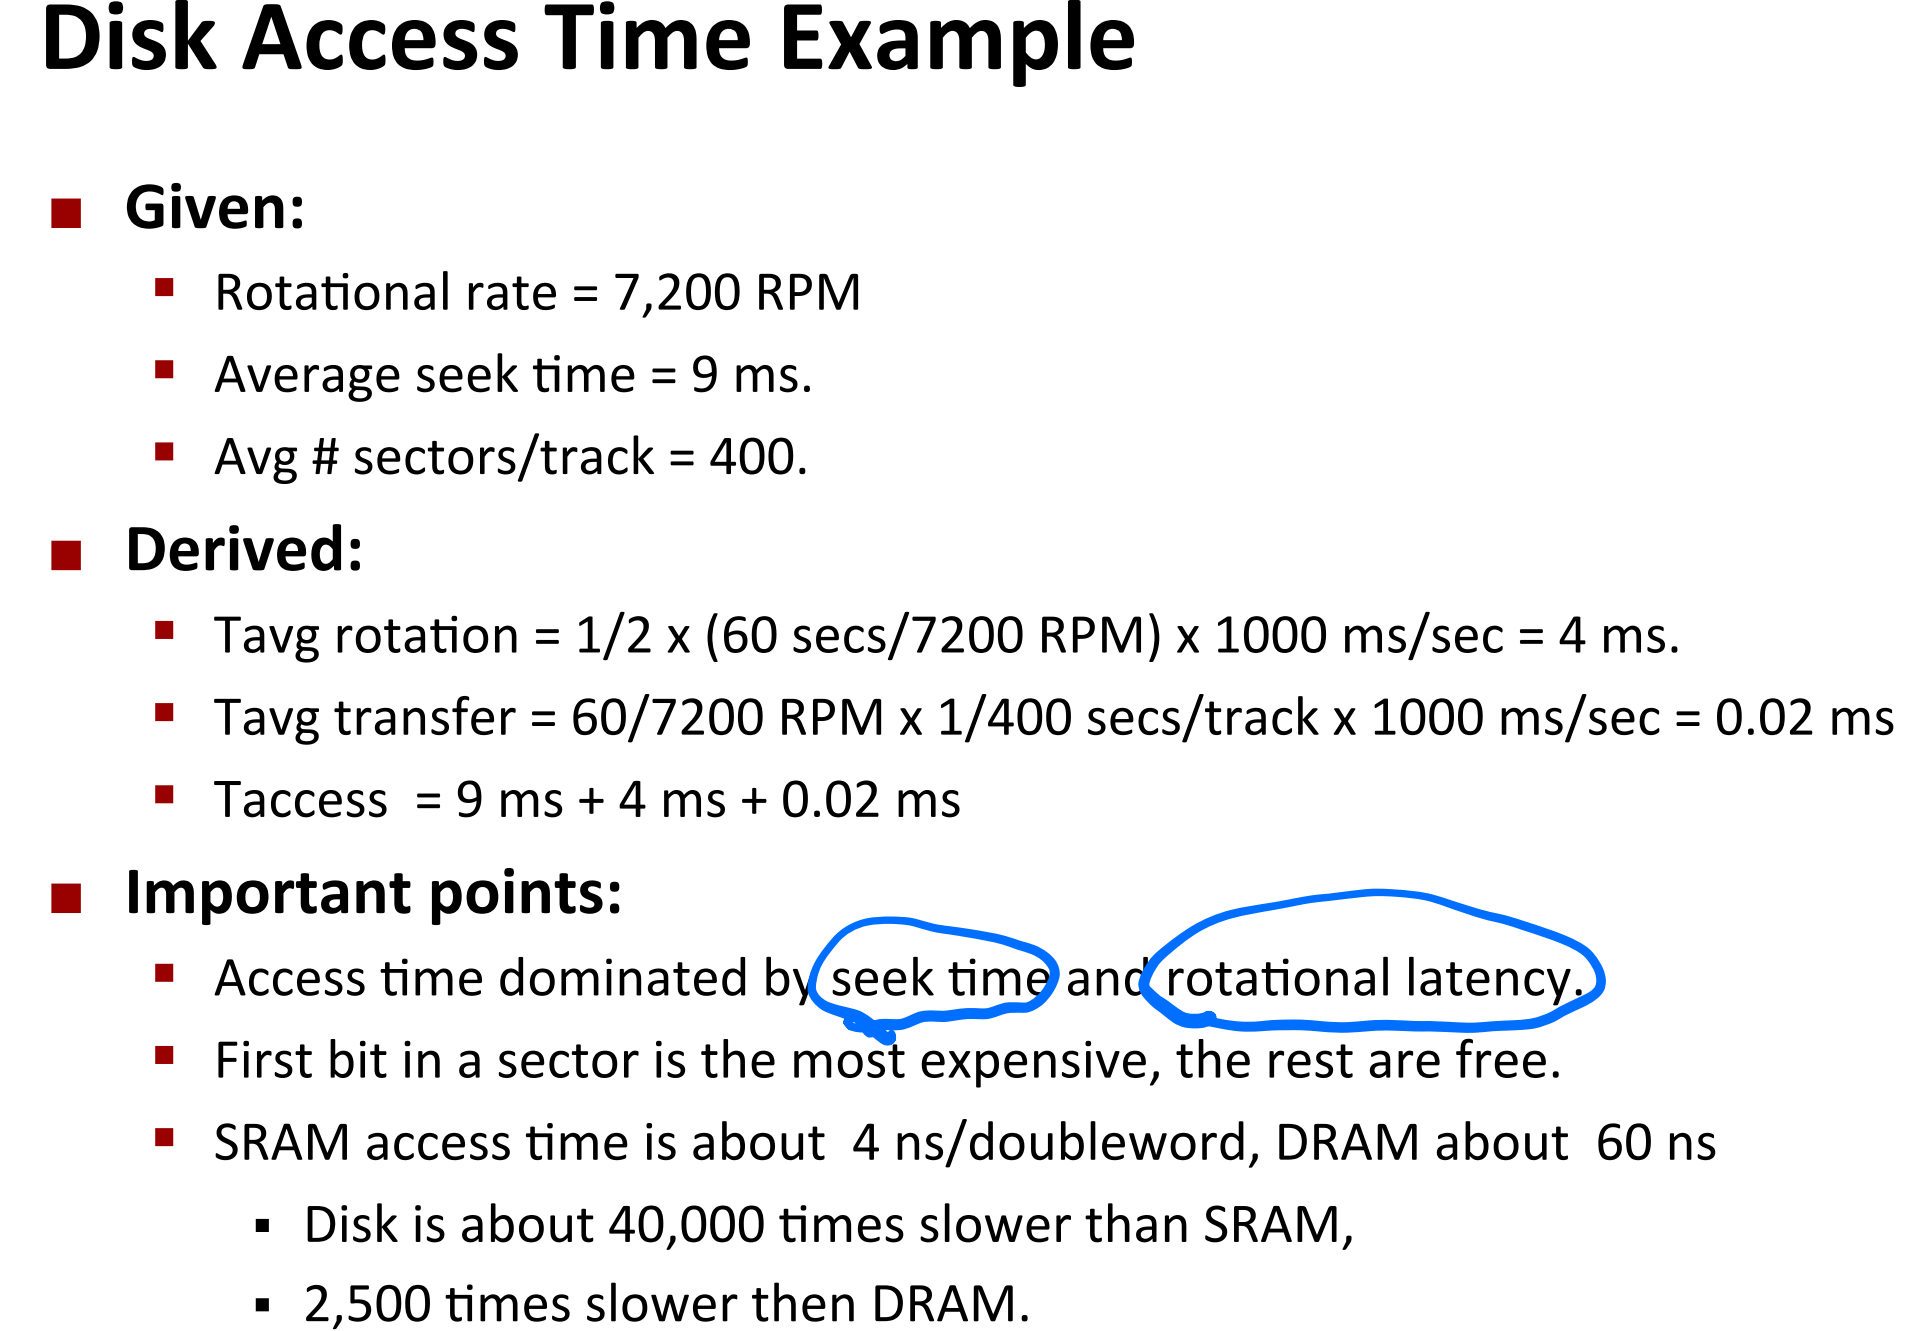 Disk Access Time Example
Given:
Rotational rate = 7,200 RPM
Average seek time = 9 ms.
Avg # sectors/track = 400.
Derived:
Tavg rotation = 1/2 x (60 secs/7200 RPM) x 1000 ms/sec = 4 ms.
Tavg transfer = 60/7200 RPM x 1/400 secs/track x 1000 ms/sec = 0.02 ms
Taccess = 9 ms + 4 ms + 0.02 ms
Important points:
Access time dominated by seek time and rotational latency.
First bit in a sector is the most expensive, the rest are free.
SRAM access time is about 4 ns/doubleword, DRAM about 60 ns
Disk is about 40,000 times slower than SRAM,
2,500 times slower then DRAM.